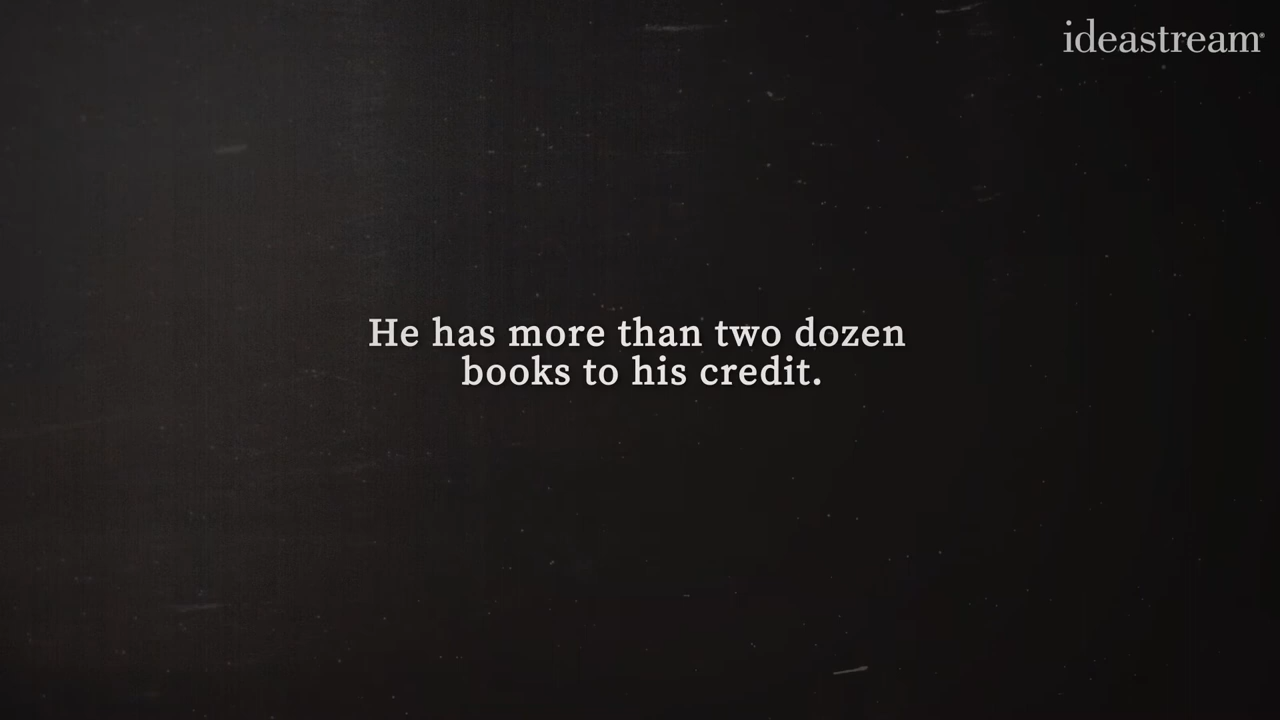 ideastream
He has more than two dozen
books to his credit.